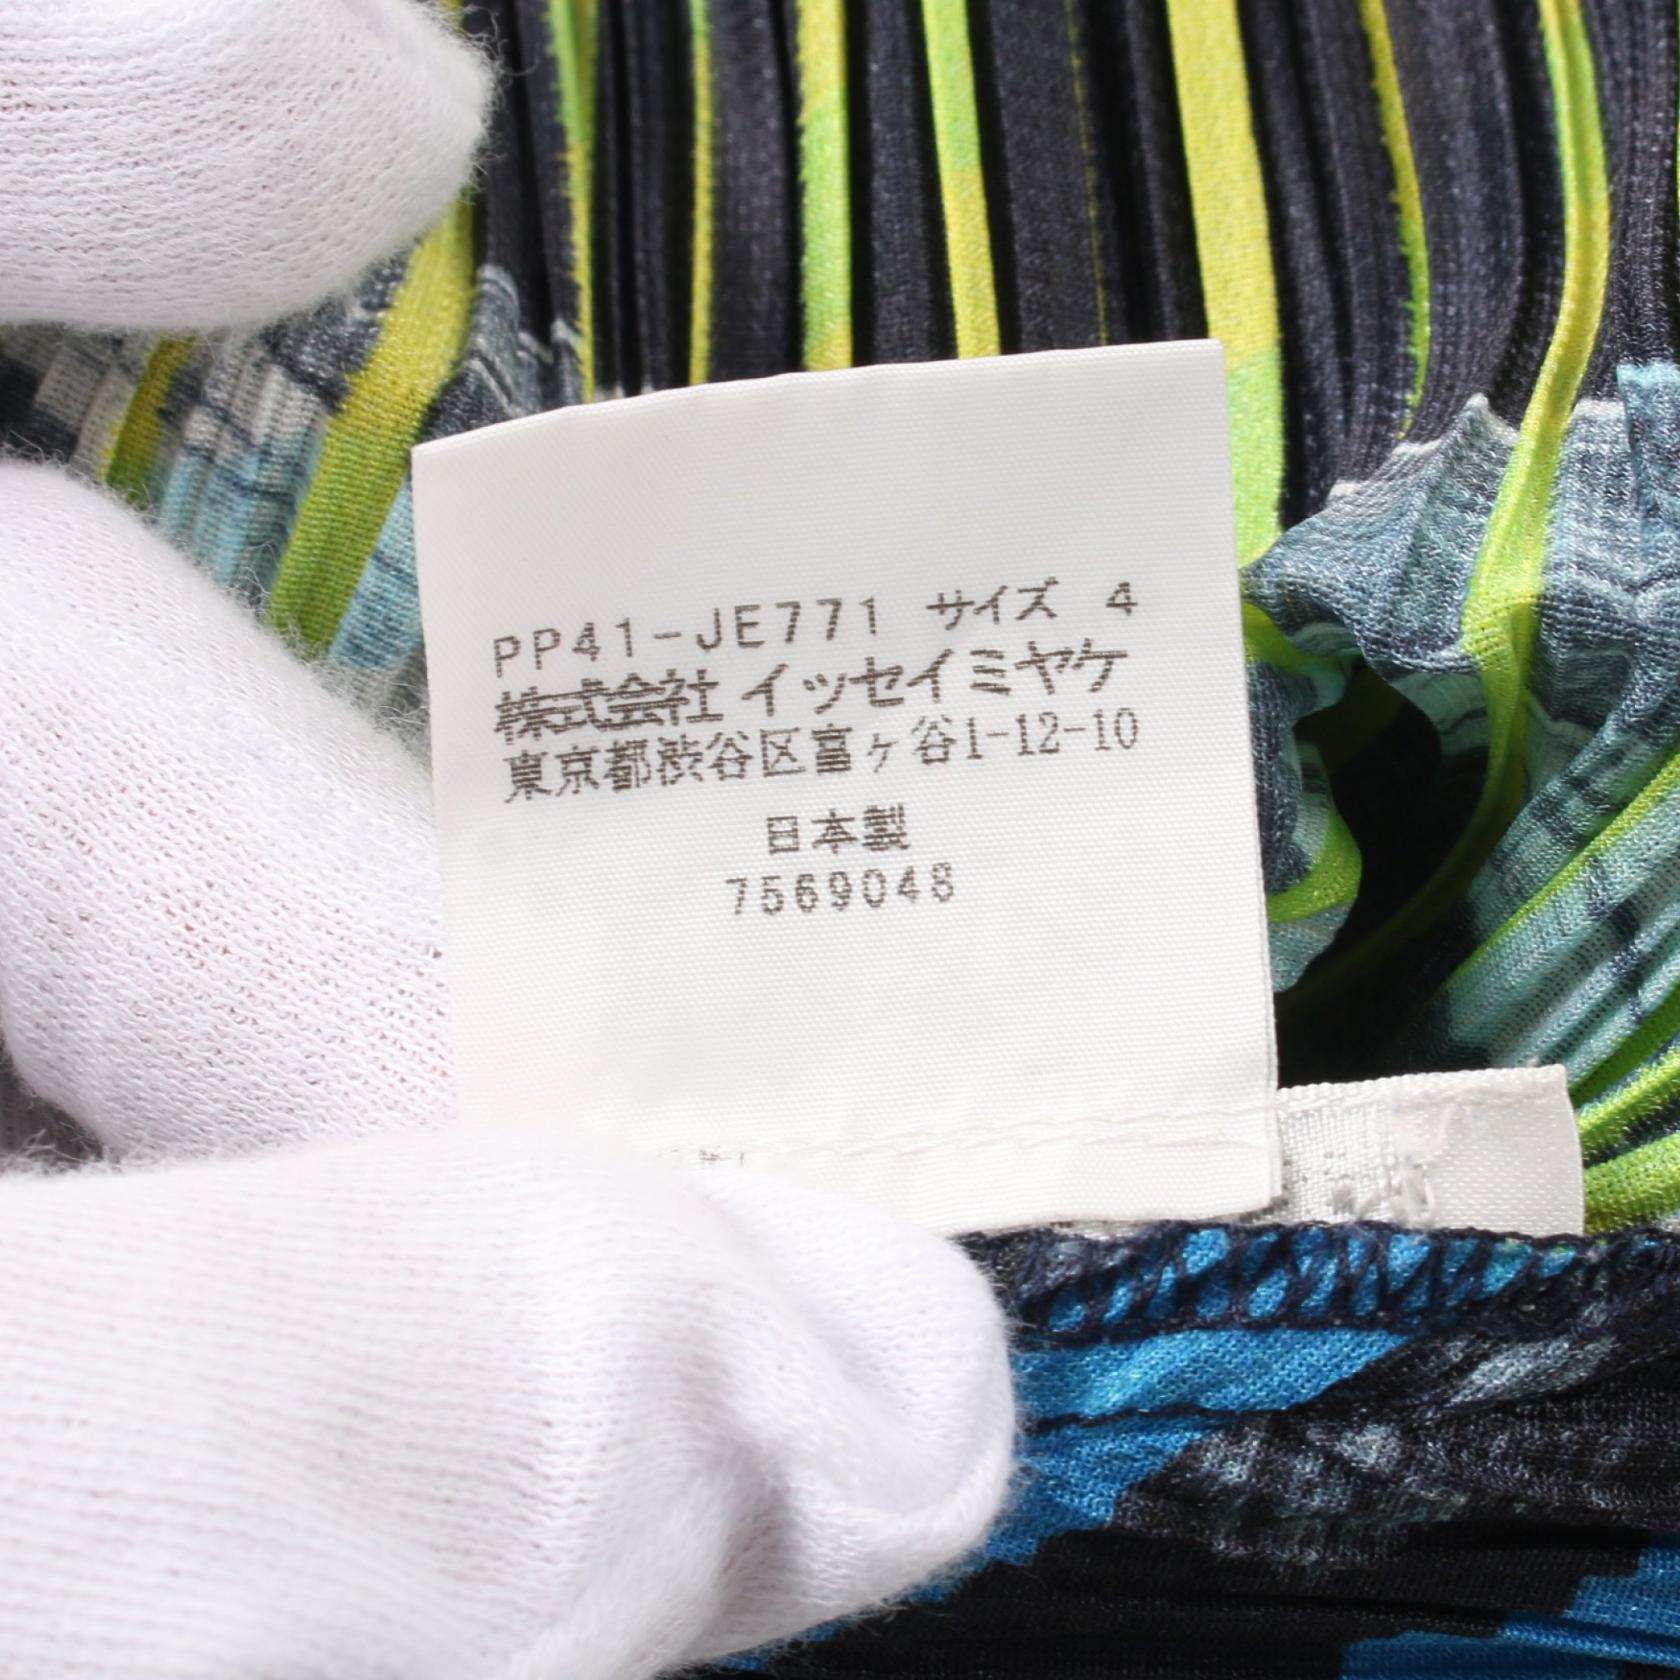 PP41-JE771 サイズ 4
株式会社 イッセイミヤケ
東京都渋谷区富ヶ谷1-12-10
日本製
7569048